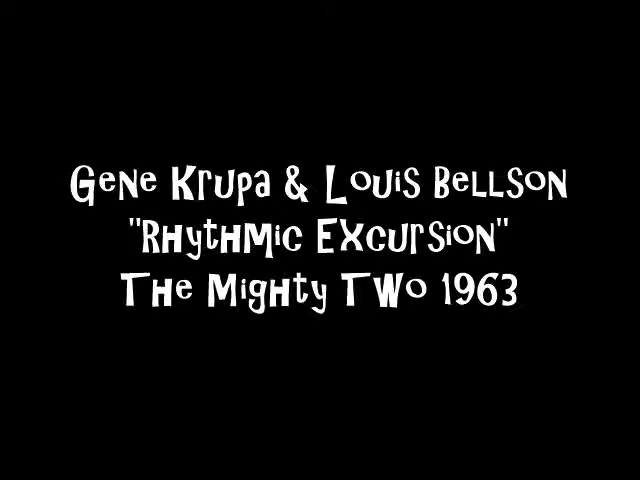 Gene Krupa & Louis Bellson
"Rhythmic Excursion"
The Mighty Two 1963